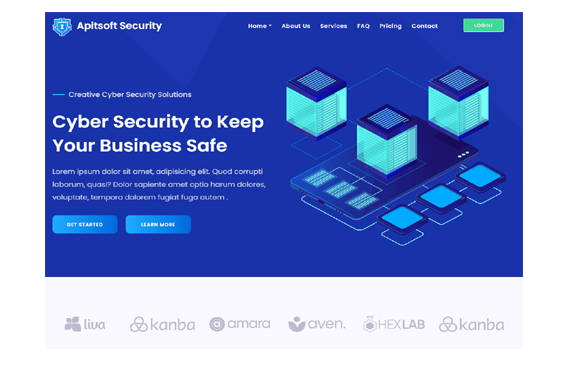 Apltsoft Security
Home About Us Services FAQ Pricing Contact LOGIN!
Creative Cyber Security Solutions
Cyber Security to Keep
Your Business Safe
Lorem ipsum dolor sit amet, adipisicing elit. Quod corrupti
laborum, quasi? Dolor sapiente amet optio harum dolores,
voluptate, tempora dolorem fugiat fuga autem .
GET STARTED LEARN MORE
liva kanba amara aven. HEXLAB kanba